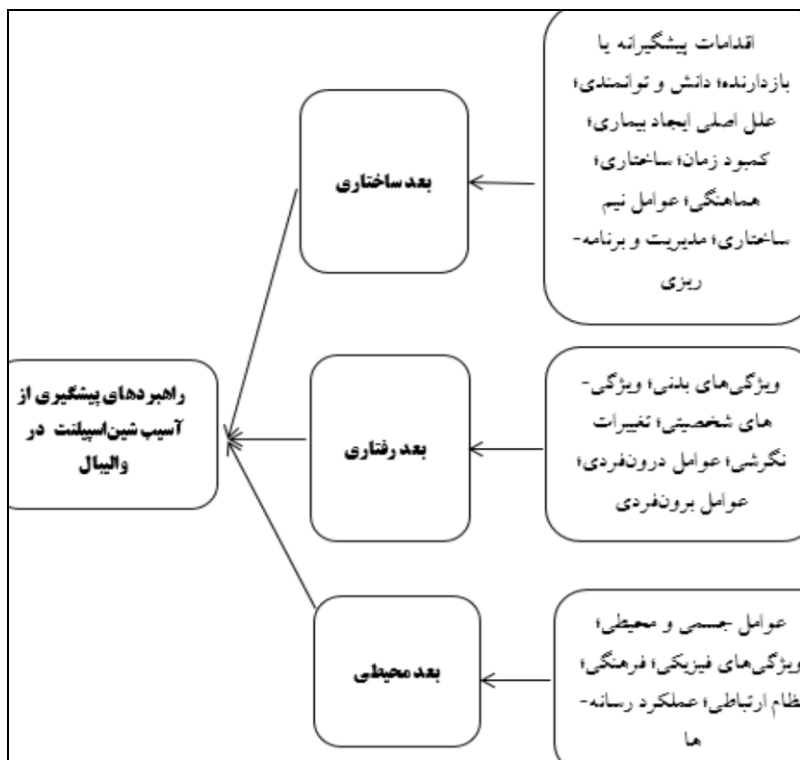 اقدامات پیشگیرانه یا
بازدارنده؛ دانش و توانمندی؛
علل اصلی ایجاد بیماری؛
کمبود زمان؛ ساختاری؛
هماهنگی؛ عوامل نیم
ساختاری؛ مدیریت و برنامه-
ریزی
بعد ساختاری
ویژگی‌های بدنی؛ ویژگی-
های شخصیتی؛ تغییرات
نگرشی؛ عوامل درون‌فردی؛
عوامل برون‌فردی
بعد رفتاری
راهبردهای پیشگیری از
آسیب شین‌اسپیلنت در
والیبال
عوامل جسمی و محیطی؛
ویژگی‌های فیزیکی؛ فرهنگی؛
نظام ارتباطی؛ عملکرد رسانه-
ها
بعد محیطی